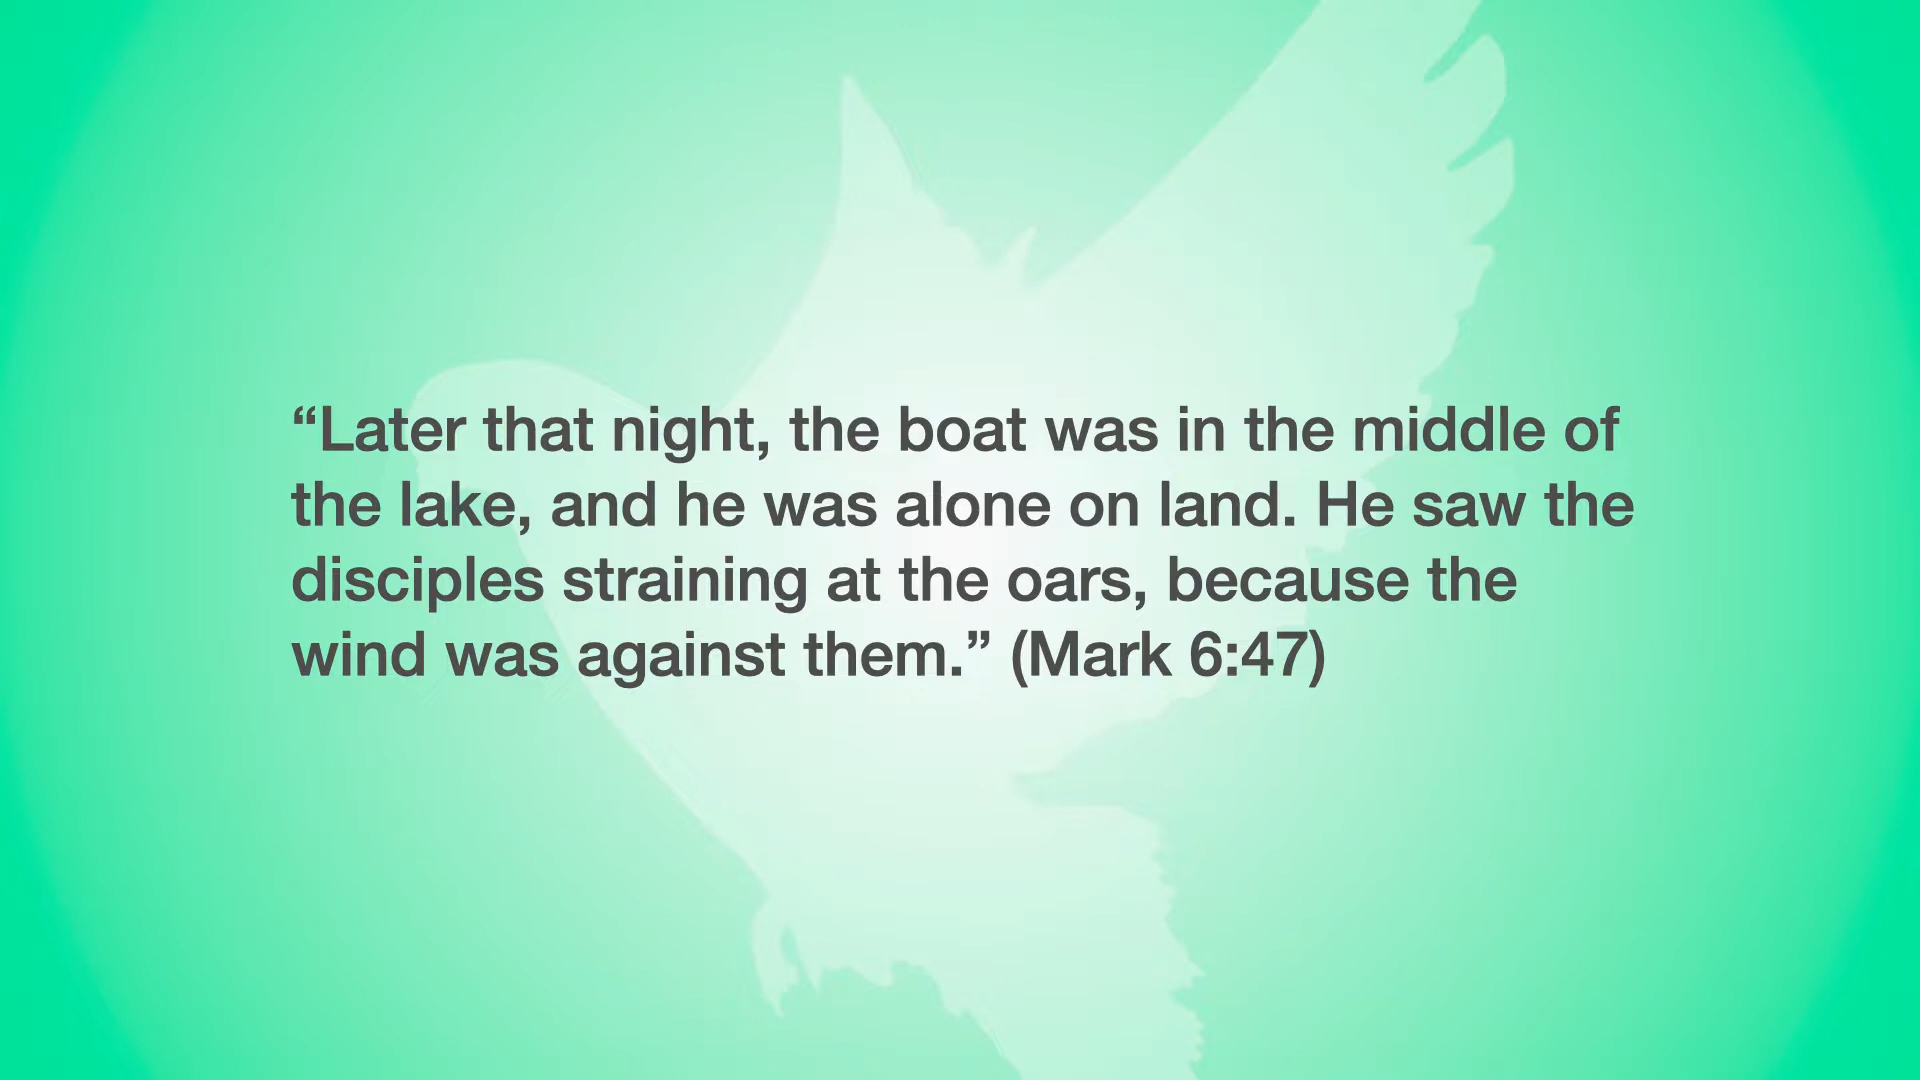 “Later that night, the boat was in the middle of
the lake, and he was alone on land. He saw the
disciples straining at the oars, because the
wind was against them.” (Mark 6:47)